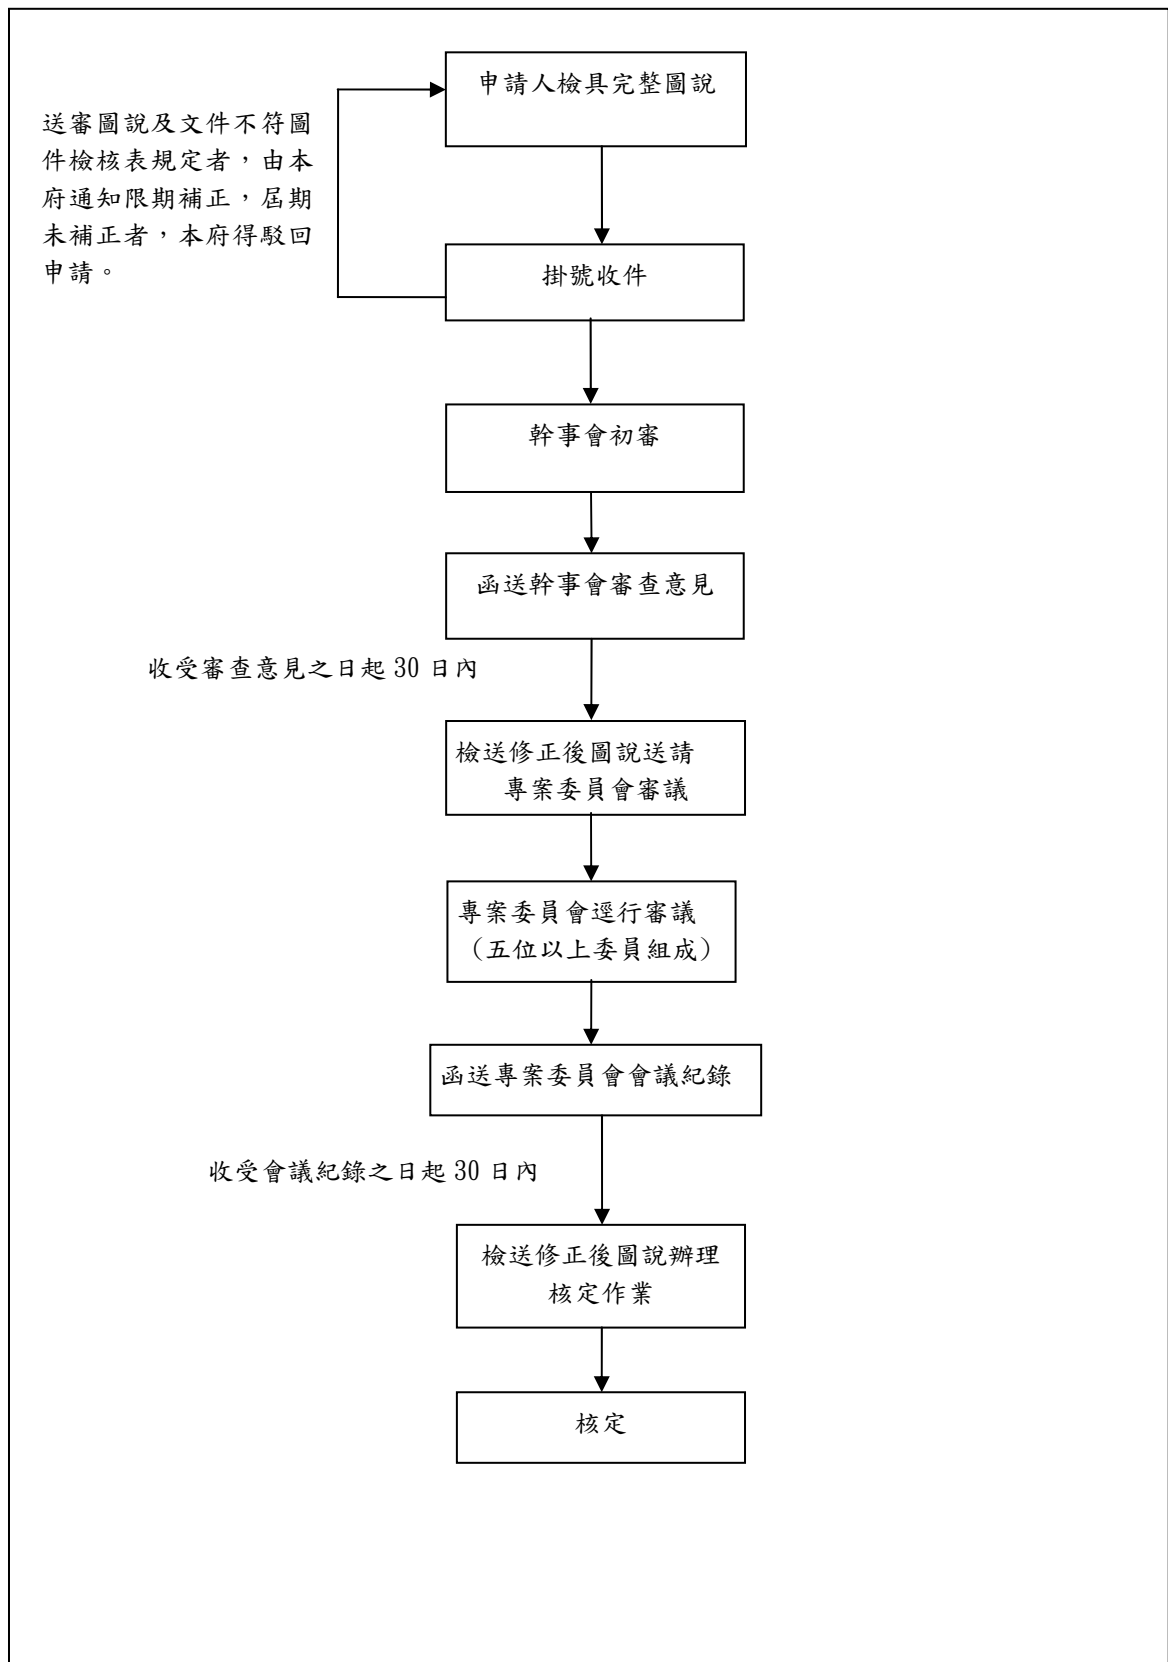 申請人檢具完整圖說
送審圖說及文件不符圖
件檢核表規定者，由本
府通知限期補正，屆期
未補正者，本府得駁回
申請。
掛號收件
幹事會初審
函送幹事會審查意見
收受審查意見之日起 30 日內
檢送修正後圖說送請
專案委員會審議
專案委員會逕行審議
（五位以上委員組成）
函送專案委員會會議紀錄
收受會議紀錄之日起 30 日內
檢送修正後圖說辦理
核定作業
核定